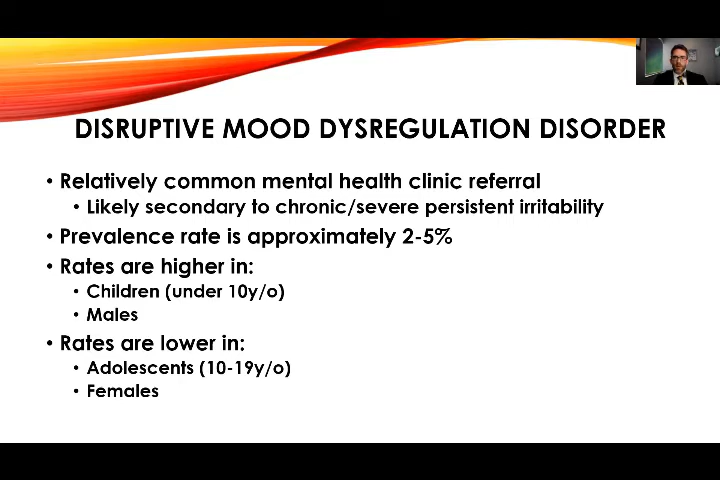 DISRUPTIVE MOOD DYSREGULATION DISORDER
• Relatively common mental health clinic referral
• Likely secondary to chronic/severe persistent irritability
• Prevalence rate is approximately 2-5%
• Rates are higher in:
• Children (under 10y/o)
• Males
• Rates are lower in:
• Adolescents (10-19y/o)
• Females